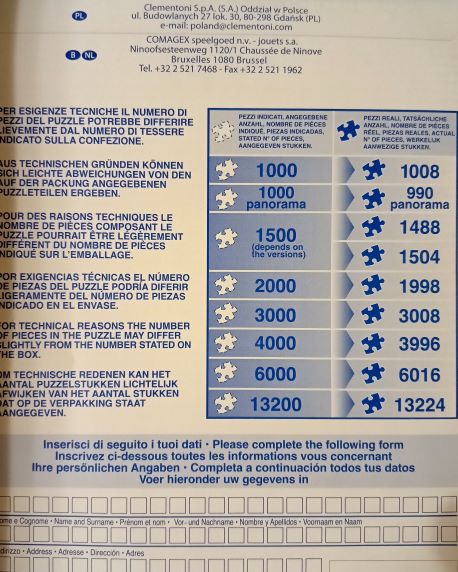 PL
Clementoni S.p.A. (S.A.) Oddział w Polsce
ul. Budowlanych 27 lok. 30, 80-298 Gdańsk (PL)
e-mail: poland@clementoni.com
B NL
COMAGEX speelgoed n.v. - jouets s.a.
Ninoofsesteenweg 1120/1 Chaussée de Ninove
Bruxelles 1080 Brussel
Tel. +32 2 521 7468 - Fax +32 2 521 1962
PER ESIGENZE TECNICHE IL NUMERO DI
PEZZI DEL PUZZLE POTREBBE DIFFERIRE
LIEVEMENTE DAL NUMERO DI TESSERE
INDICATO SULLA CONFEZIONE.
AUS TECHNISCHEN GRÜNDEN KÖNNEN
SICH LEICHTE ABWEICHUNGEN VON DEN
AUF DER PACKUNG ANGEGEBENEN
PUZZLETEILEN ERGEBEN.
POUR DES RAISONS TECHNIQUES LE
NOMBRE DE PIÈCES COMPOSANT LE
PUZZLE POURRAIT ÊTRE LÉGÈREMENT
DIFFÉRENT DU NOMBRE DE PIÈCES
INDIQUÉ SUR L'EMBALLAGE.
POR EXIGENCIAS TÉCNICAS EL NÚMERO
DE PIEZAS DEL PUZLE PODRÍA DIFERIR
LIGERAMENTE DEL NÚMERO DE PIEZAS
INDICADO EN EL ENVASE.
FOR TECHNICAL REASONS THE NUMBER
OF PIECES IN THE PUZZLE MAY DIFFER
SLIGHTLY FROM THE NUMBER STATED ON
THE BOX.
OM TECHNISCHE REDENEN KAN HET
AANTAL PUZZELSTUKKEN LICHTELIJK
AFWIJKEN VAN HET AANTAL STUKKEN
DAT OP DE VERPAKKING STAAT
AANGEGEVEN.
PEZZI INDICATI, ANGEGEBENE
ANZAHL, NOMBRE DE PIÈCES
INDIQUÉ, PIEZAS INDICADAS,
STATED N° OF PIECES,
AANGEGEVEN STUKKEN.
PEZZI REALI, TATSÄCHLICHE
ANZAHL, NOMBRE DE PIÈCES
RÉEL, PIEZAS REALES, ACTUAL
N° OF PIECES, WERKELIJK
AANWEZIGE STUKKEN.
1000 1008
1000 990
panorama panorama
1500 1488
(depends on
the versions) 1504
2000 1998
3000 3008
4000 3996
6000 6016
13200 13224
Inserisci di seguito i tuoi dati · Please complete the following form
Inscrivez ci-dessous toutes les informations vous concernant
Ihre persönlichen Angaben · Completa a continuación todos tus datos
Voer hieronder uw gegevens in
Nome e Cognome · Name and Surname · Prénom et nom · Vor- und Nachname · Nombre y Apellidos · Voornaam en Naam
Indirizzo · Address · Adresse · Dirección · Adres